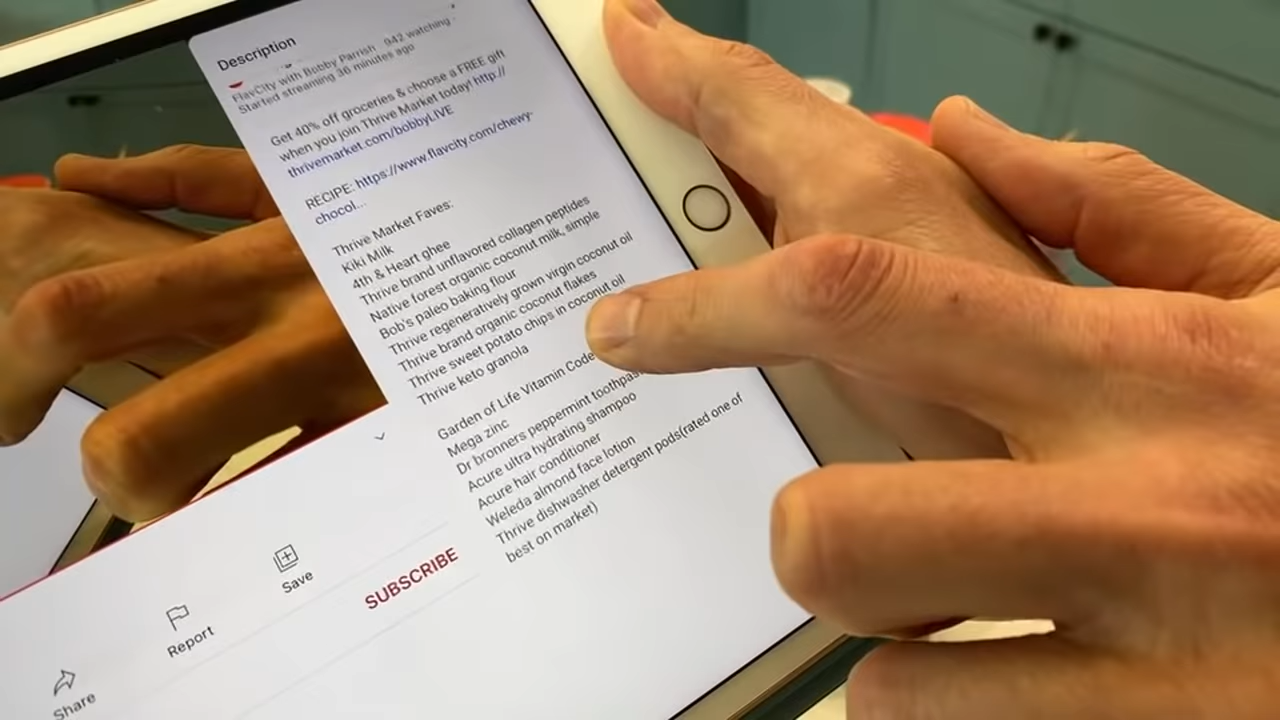 Description
FlavCity with Bobby Parrish 942 watching
Started streaming 36 minutes ago
Get 40% off groceries & choose a FREE gift
when you join Thrive Market today! http://
thrivemarket.com/bobbyLIVE
RECIPE: https://www.flavcity.com/chewy-
chocol...
Thrive Market Faves:
Kiki Milk
4th & Heart ghee
Thrive brand unflavored collagen peptides
Native forest organic coconut milk, simple
Bob's paleo baking flour
Thrive regeneratively grown virgin coconut oil
Thrive brand organic coconut flakes
Thrive sweet potato chips in coconut oil
Thrive keto granola
Garden of Life Vitamin Code
Mega zinc
Dr bronners peppermint
Acure ultra hydrating shampoo
Acure hair conditioner
Weleda almond face lotion
Thrive dishwasher detergent pods(rated one of
best on market)
Save
SUBSCRIBE
Report
Share